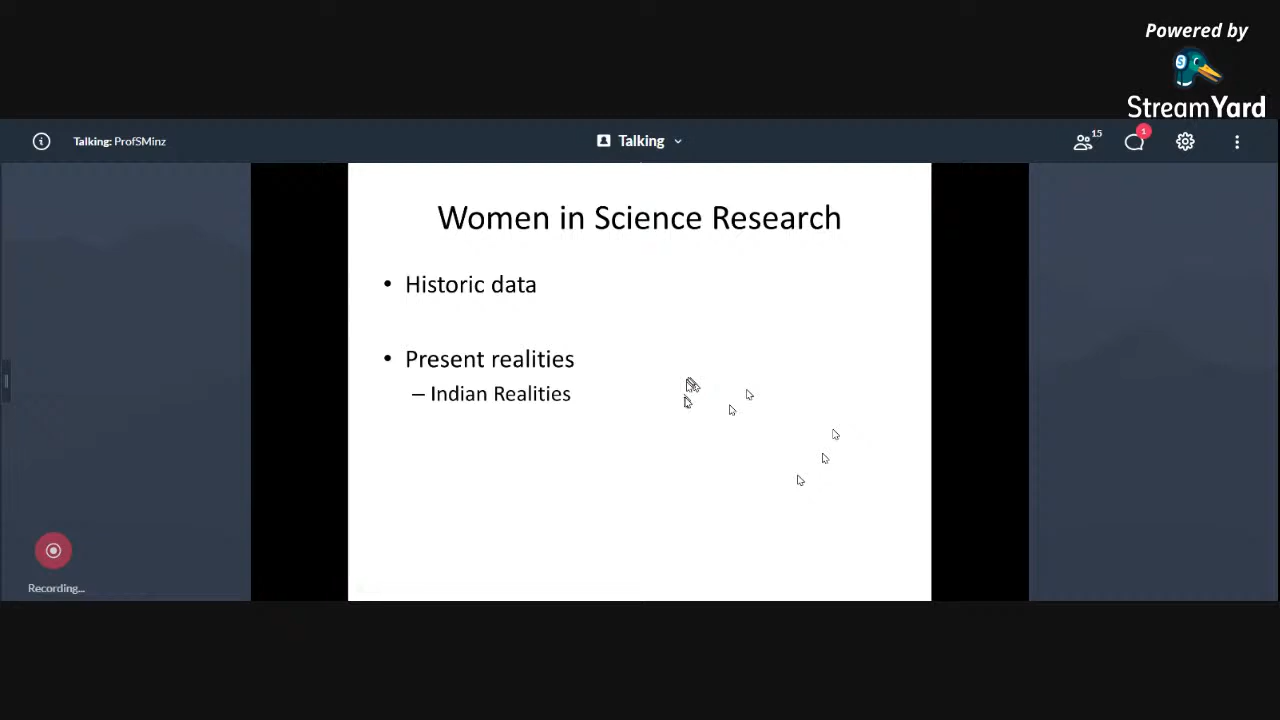 Powered by
StreamYard
Talking: ProfSMinz
Talking
15
1
Women in Science Research
• Historic data
• Present realities
– Indian Realities
Recording...